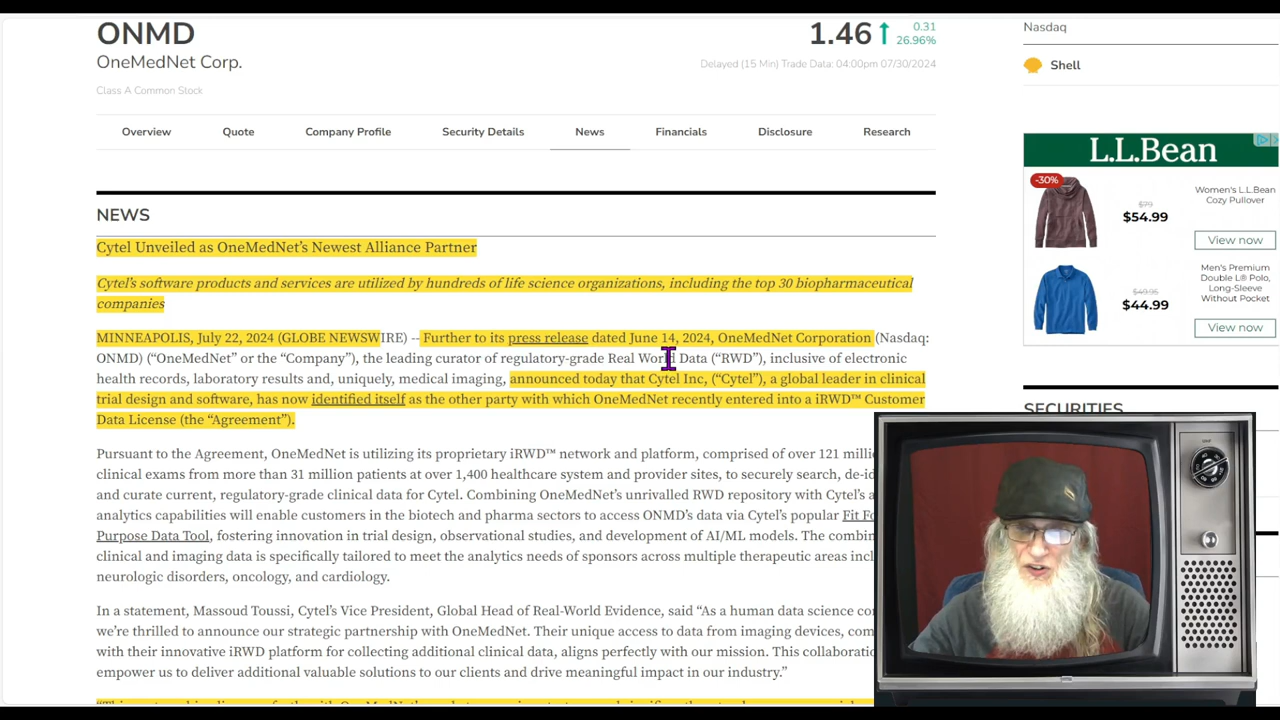 ONMD
1.46
0.31
26.96%
OneMedNet Corp.
Delayed (15 Min) Trade Data: 04:00pm 07/30/2024
Class A Common Stock
Overview Quote Company Profile Security Details News Financials Disclosure Research
NEWS
Cytel Unveiled as OneMedNet’s Newest Alliance Partner
Cytel’s software products and services are utilized by hundreds of life science organizations, including the top 30 biopharmaceutical
companies
MINNEAPOLIS, July 22, 2024 (GLOBE NEWSWIRE) -- Further to its press release dated June 14, 2024, OneMedNet Corporation (Nasdaq:
ONMD) (“OneMedNet” or the “Company”), the leading curator of regulatory-grade Real World Data (“RWD”), inclusive of electronic
health records, laboratory results and, uniquely, medical imaging, announced today that Cytel Inc, (“Cytel”), a global leader in clinical
trial design and software, has now identified itself as the other party with which OneMedNet recently entered into a iRWD™ Customer
Data License (the “Agreement”).
Pursuant to the Agreement, OneMedNet is utilizing its proprietary iRWD™ network and platform, comprised of over 121
clinical exams from more than 31 million patients at over 1,400 healthcare system and provider sites, to securely search,
and curate current, regulatory-grade clinical data for Cytel. Combining OneMedNet’s unrivalled RWD repository with Cytel’s
analytics capabilities will enable customers in the biotech and pharma sectors to access ONMD’s data via Cytel’s popular Fit
Purpose Data Tool, fostering innovation in trial design, observational studies, and development of AI/ML models. The
clinical and imaging data is specifically tailored to meet the analytics needs of sponsors across multiple therapeutic areas
neurologic disorders, oncology, and cardiology.
In a statement, Massoud Toussi, Cytel’s Vice President, Global Head of Real-World Evidence, said “As a human data science
we’re thrilled to announce our strategic partnership with OneMedNet. Their unique access to data from imaging devices,
with their innovative iRWD platform for collecting additional clinical data, aligns perfectly with our mission. This
empower us to deliver additional valuable solutions to our clients and drive meaningful impact in our industry.”
Nasdaq
Shell
L.L.Bean
-30%
Women's L.L.Bean
Cozy Pullover
$79
$54.99
View now
Men's Premium
Double L® Polo,
Long-Sleeve
Without Pocket
$49.95
$44.99
View now
SECURITIES